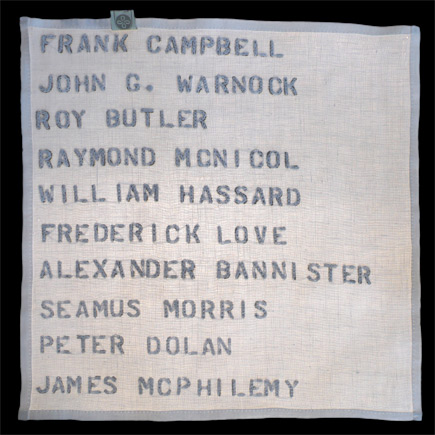 FRANK CAMPBELL
JOHN G. WARNOCK
ROY BUTLER
RAYMOND MCNICOL
WILLIAM HASSARD
FREDERICK LOVE
ALEXANDER BANNISTER
SEAMUS MORRIS
PETER DOLAN
JAMES MCPHILEMY